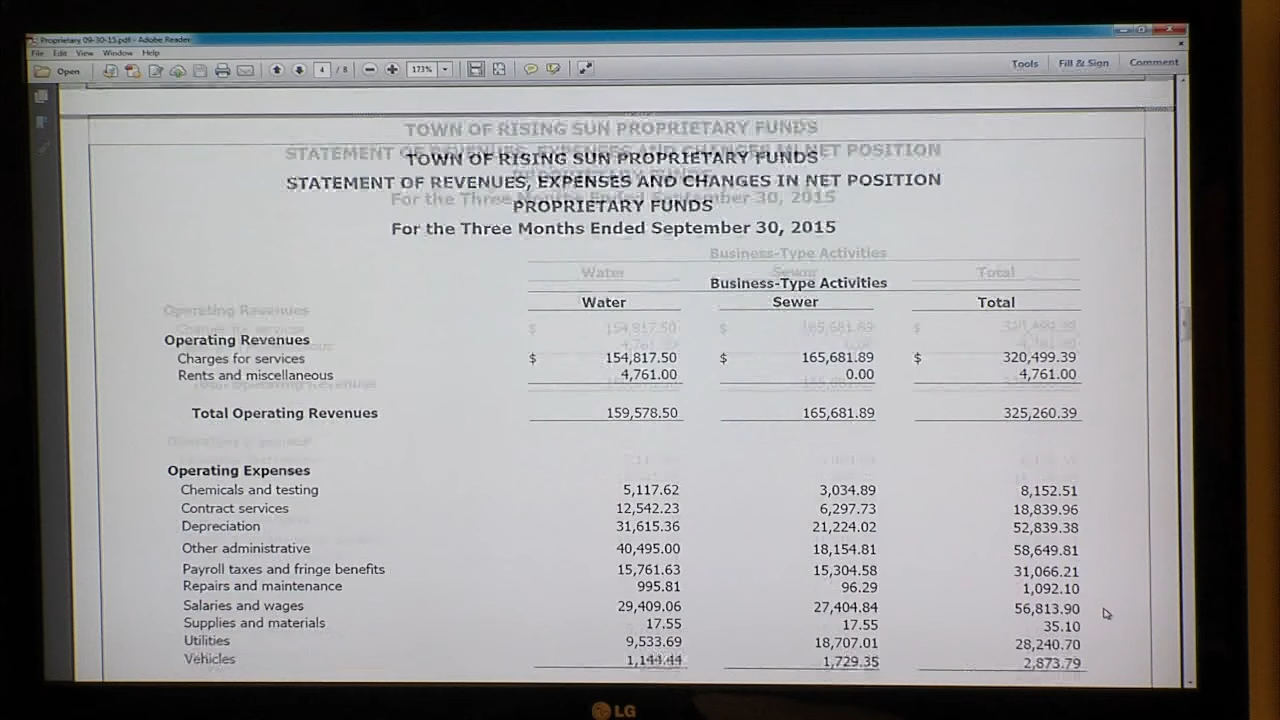 Proprietary 09-30-15.pdf - Adobe Reader
File Edit View Window Help
Open 4 / 8 173% Tools Fill & Sign Comment
TOWN OF RISING SUN PROPRIETARY FUNDS
STATEMENT OF REVENUES, EXPENSES AND CHANGES IN NET POSITION
PROPRIETARY FUNDS
For the Three Months Ended September 30, 2015
Business-Type Activities
Water Sewer Total
Operating Revenues
Charges for services $ 154,817.50 $ 165,681.89 $ 320,499.39
Rents and miscellaneous 4,761.00 0.00 4,761.00
Total Operating Revenues 159,578.50 165,681.89 325,260.39
Operating Expenses
Chemicals and testing 5,117.62 3,034.89 8,152.51
Contract services 12,542.23 6,297.73 18,839.96
Depreciation 31,615.36 21,224.02 52,839.38
Other administrative 40,495.00 18,154.81 58,649.81
Payroll taxes and fringe benefits 15,761.63 15,304.58 31,066.21
Repairs and maintenance 995.81 96.29 1,092.10
Salaries and wages 29,409.06 27,404.84 56,813.90
Supplies and materials 17.55 17.55 35.10
Utilities 9,533.69 18,707.01 28,240.70
Vehicles 1,144.44 1,729.35 2,873.79
LG